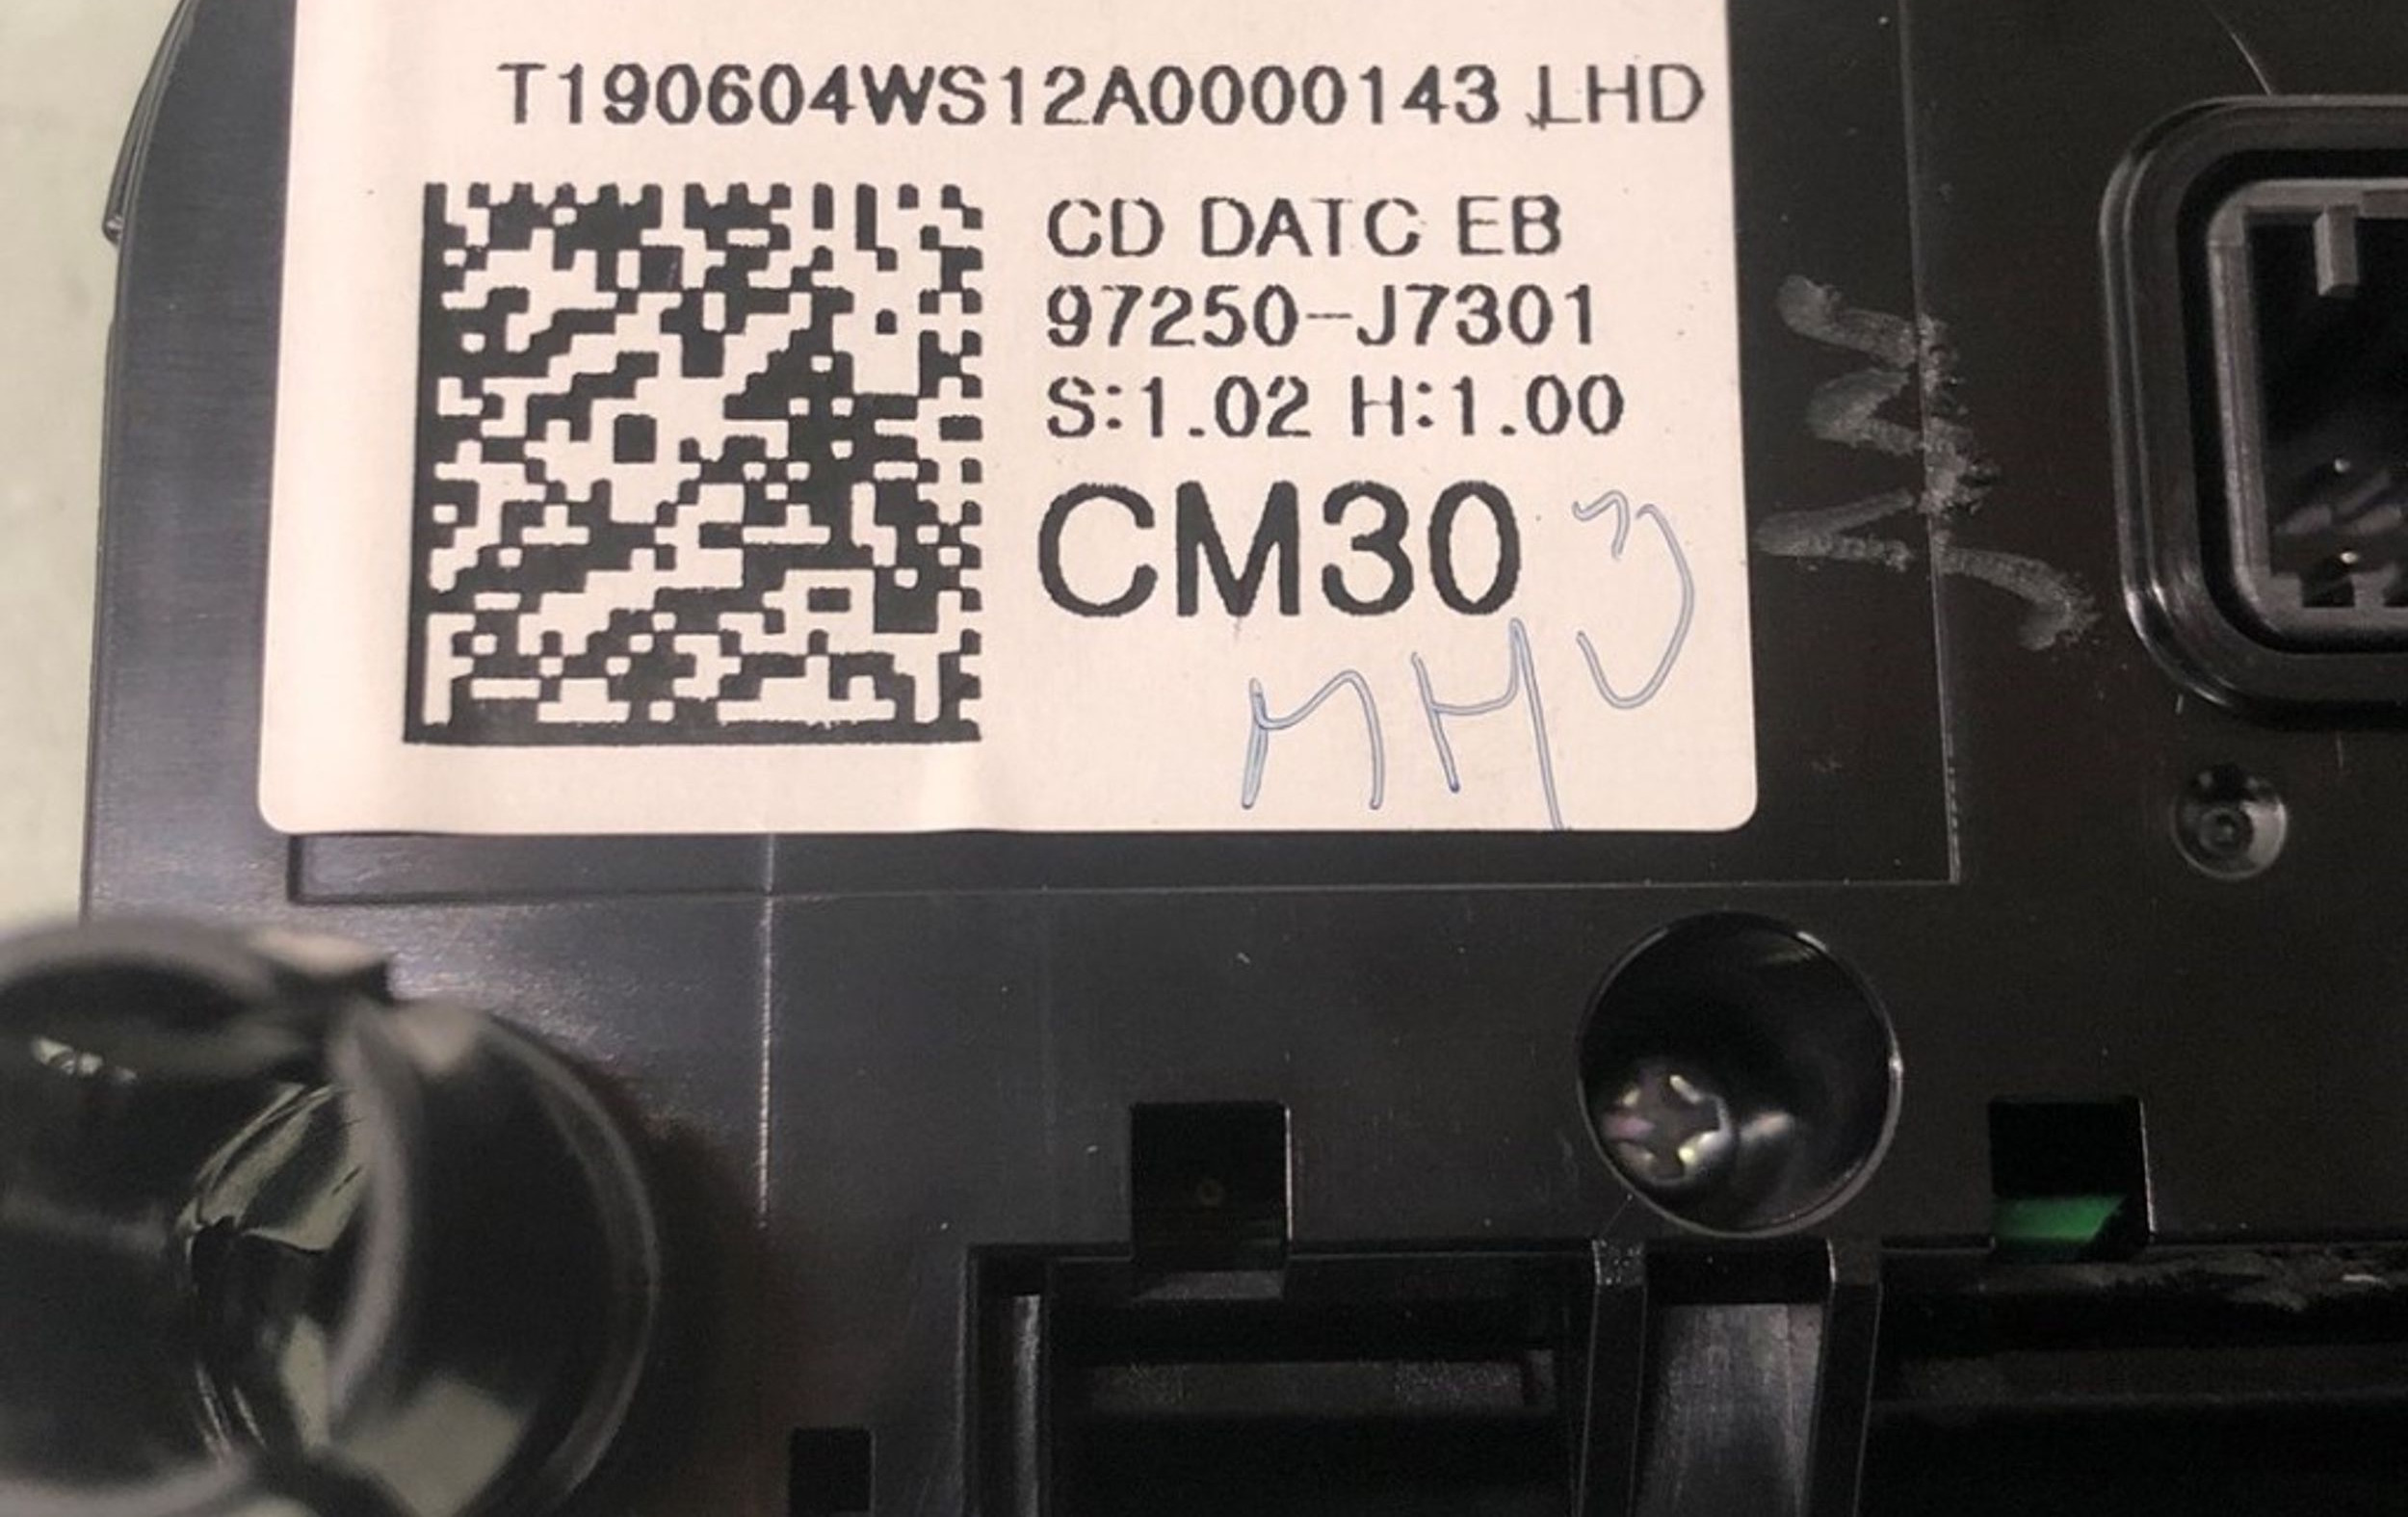 T190604WS12A0000143 LHD
CD DATC EB
97250-J7301
S:1.02 H:1.00
CM30